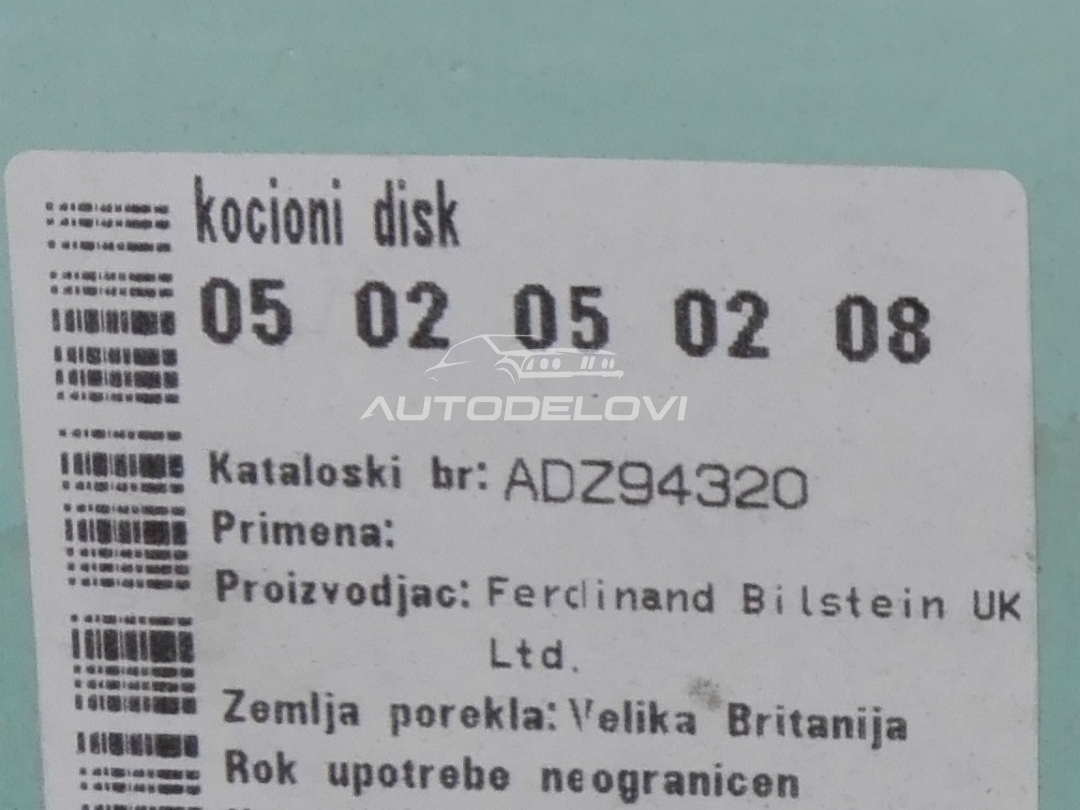 kocioni disk
05 02 05 02 08
AUTODELOVI
Kataloski br: ADZ94320
Primena:
Proizvodjac: Ferdinand Bilstein UK
Ltd.
Zemlja porekla: Velika Britanija
Rok upotrebe neogranicen